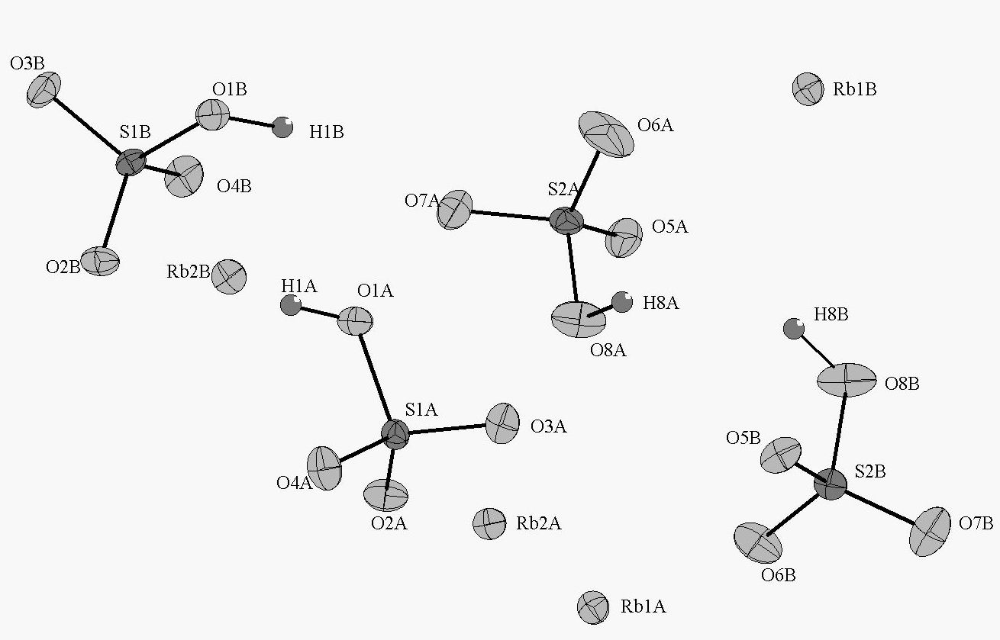 O3B
O1B
Rb1B
O6A
S1B
H1B
O4B
S2A
O7A
O5A
O2B
Rb2B
H1A
O1A
H8A
H8B
O8A
O8B
S1A
O3A
O5B
S2B
O4A
O2A
Rb2A
O7B
O6B
Rb1A